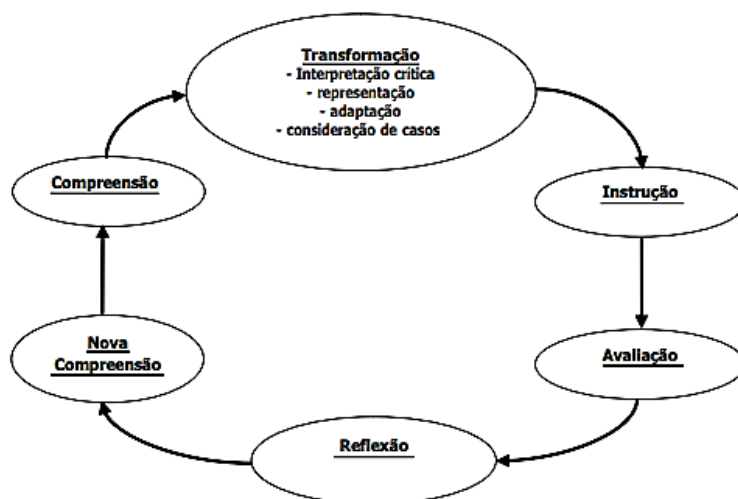 Transformação
- Interpretação crítica
- representação
- adaptação
- consideração de casos
Compreensão
Instrução
Nova
Compreensão
Avaliação
Reflexão